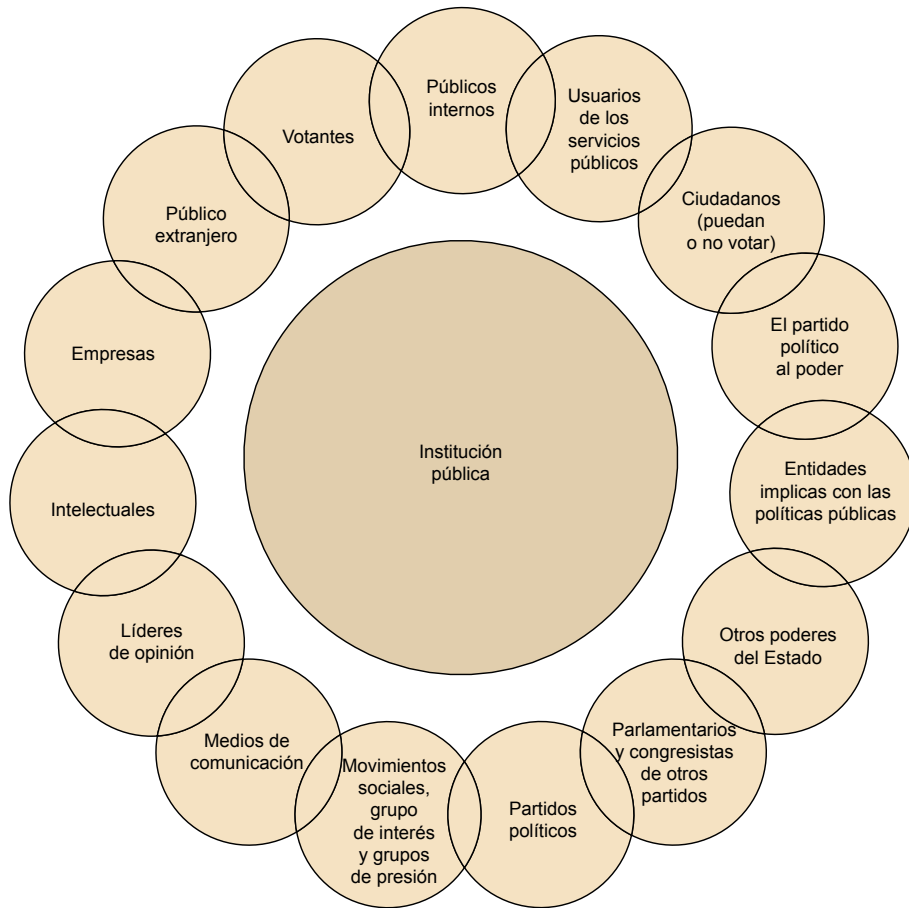 Públicos
internos
Usuarios
de los
servicios
públicos
Ciudadanos
(puedan
o no votar)
El partido
político
al poder
Entidades
implicas con las
políticas públicas
Otros poderes
del Estado
Parlamentarios
y congresistas
de otros
partidos
Partidos
políticos
Movimientos
sociales,
grupo
de interés
y grupos
de presión
Medios de
comunicación
Líderes
de opinión
Intelectuales
Empresas
Público
extranjero
Votantes
Institución
pública